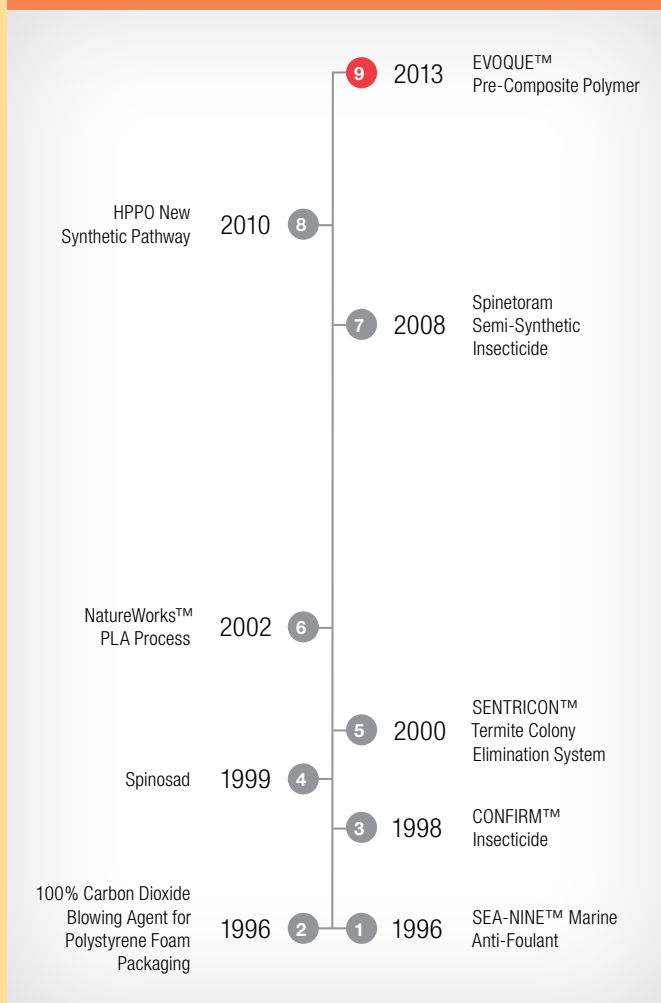 9 2013 EVOQUE™
Pre-Composite Polymer
HPPO New
Synthetic Pathway
2010 8
7 2008 Spinetoram
Semi-Synthetic
Insecticide
NatureWorks™
PLA Process
2002 6
5 2000 SENTRICON™
Termite Colony
Elimination System
Spinosad 1999 4
3 1998 CONFIRM™
Insecticide
100% Carbon Dioxide
Blowing Agent for
Polystyrene Foam
Packaging
1996 2
1 1996 SEA-NINE™ Marine
Anti-Foulant